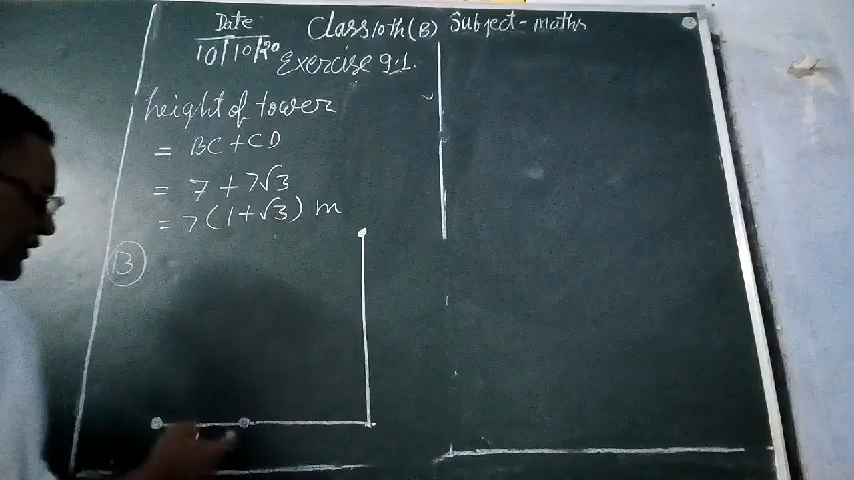 Date
10/10/20
Class 10th (B) Subject - maths
Exercise 9.1.
height of tower
= BC + CD
= 7 + 7√3
= 7 (1 + √3) m
13